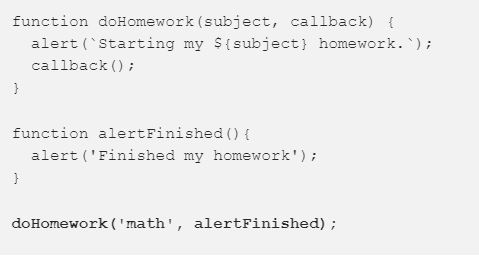 function doHomework(subject, callback) {
  alert(`Starting my ${subject} homework.`);
  callback();
}

function alertFinished(){
  alert('Finished my homework');
}

doHomework('math', alertFinished);